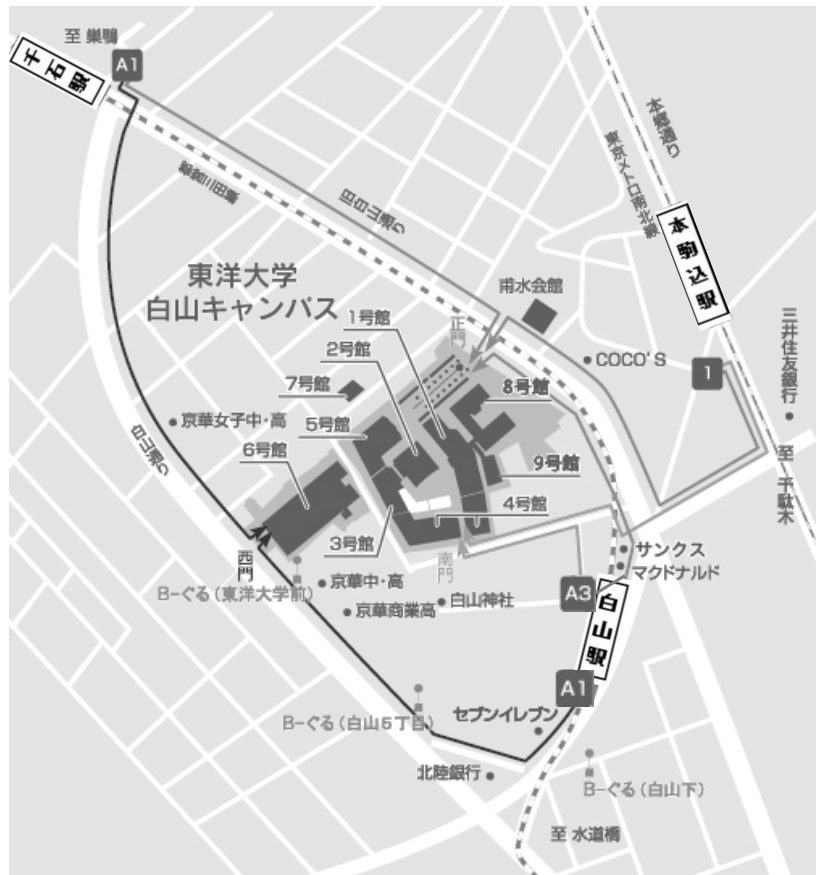 至 巣鴨
A1
千石駅
都営三田線
旧白山通り
本郷通り
東京メトロ南北線
本駒込駅
東洋大学
白山キャンパス
甫水会館
1号館
正門
2号館
COCO'S
1
三井住友銀行
7号館
8号館
京華女子中・高
5号館
白山通り
6号館
9号館
至 千駄木
4号館
3号館
西門
南門
サンクス
マクドナルド
B-ぐる（東洋大学前）
京華中・高
A3
白山神社
京華商業高
白山駅
A1
セブンイレブン
B-ぐる（白山5丁目）
北陸銀行
B-ぐる（白山下）
至 水道橋